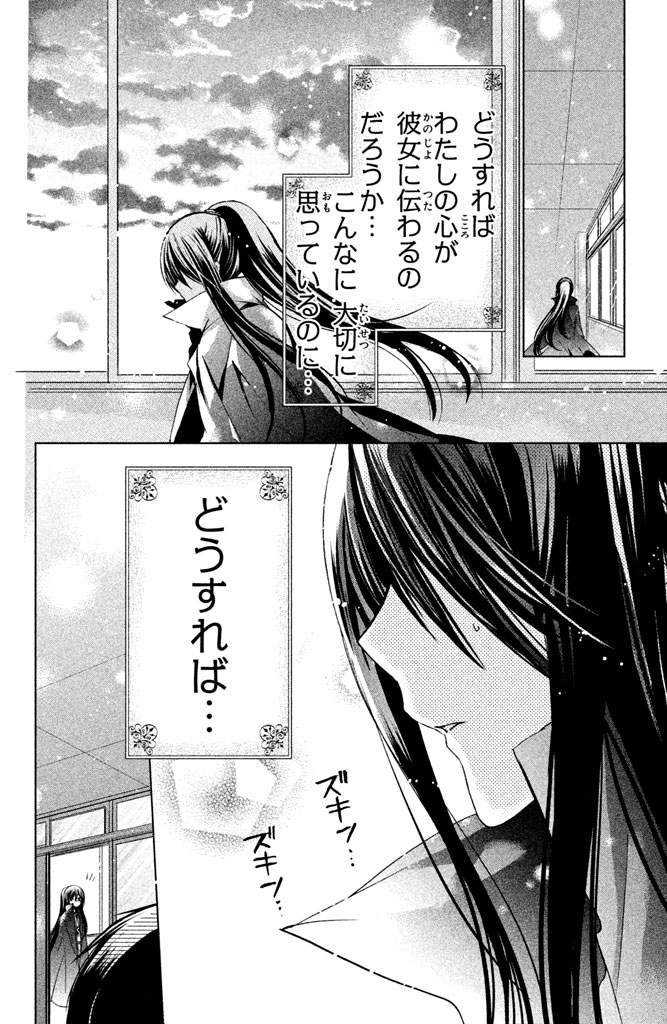 どうすれば
わたしの心が
彼女に伝わるの
だろうか…
こんなに 大切に
思っているのに…
どうすれば…
ズキン…
ズキン…